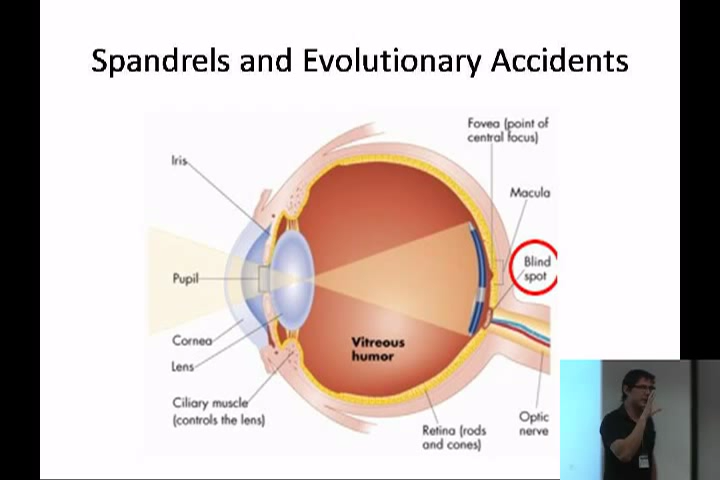 Spandrels and Evolutionary Accidents
Fovea (point of
central focus)
Iris
Macula
Blind
spot
Pupil
Cornea
Vitreous
humor
Lens
Ciliary muscle
(controls the lens)
Retina (rods
and cones)
Optic
nerve